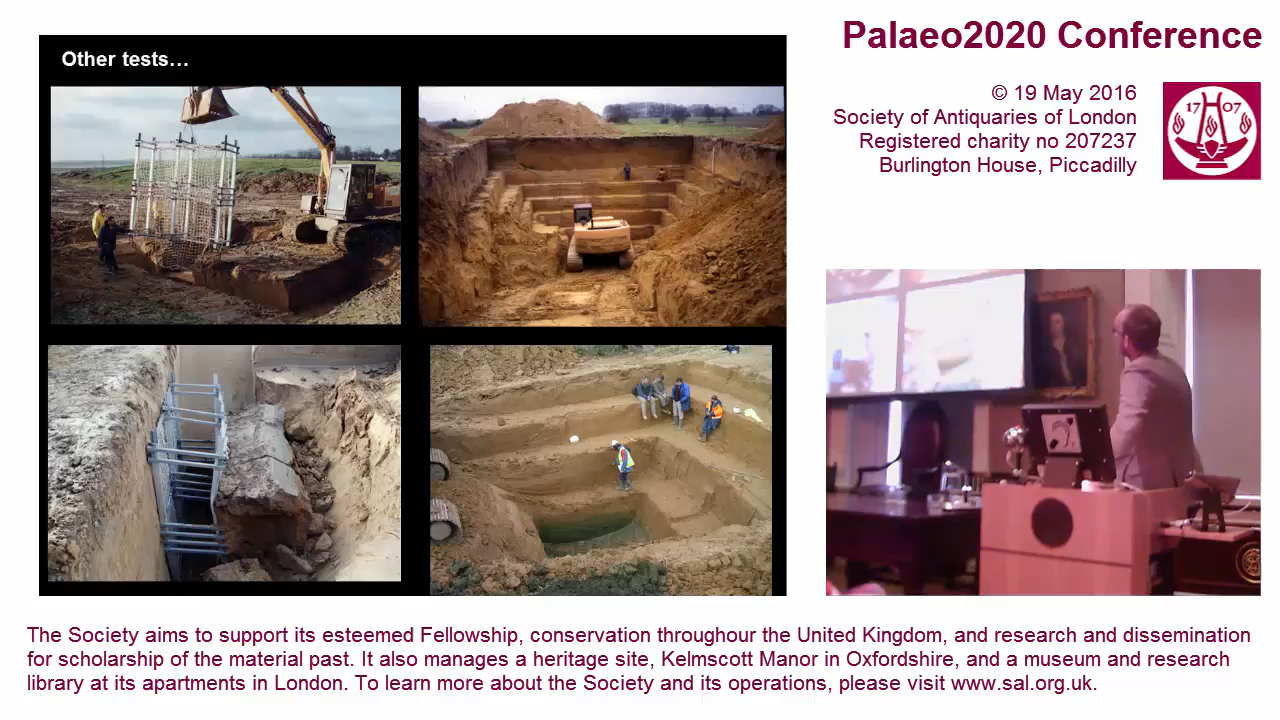 Other tests…
Palaeo2020 Conference
© 19 May 2016
Society of Antiquaries of London
Registered charity no 207237
Burlington House, Piccadilly
17 07
The Society aims to support its esteemed Fellowship, conservation throughour the United Kingdom, and research and dissemination
for scholarship of the material past. It also manages a heritage site, Kelmscott Manor in Oxfordshire, and a museum and research
library at its apartments in London. To learn more about the Society and its operations, please visit www.sal.org.uk.